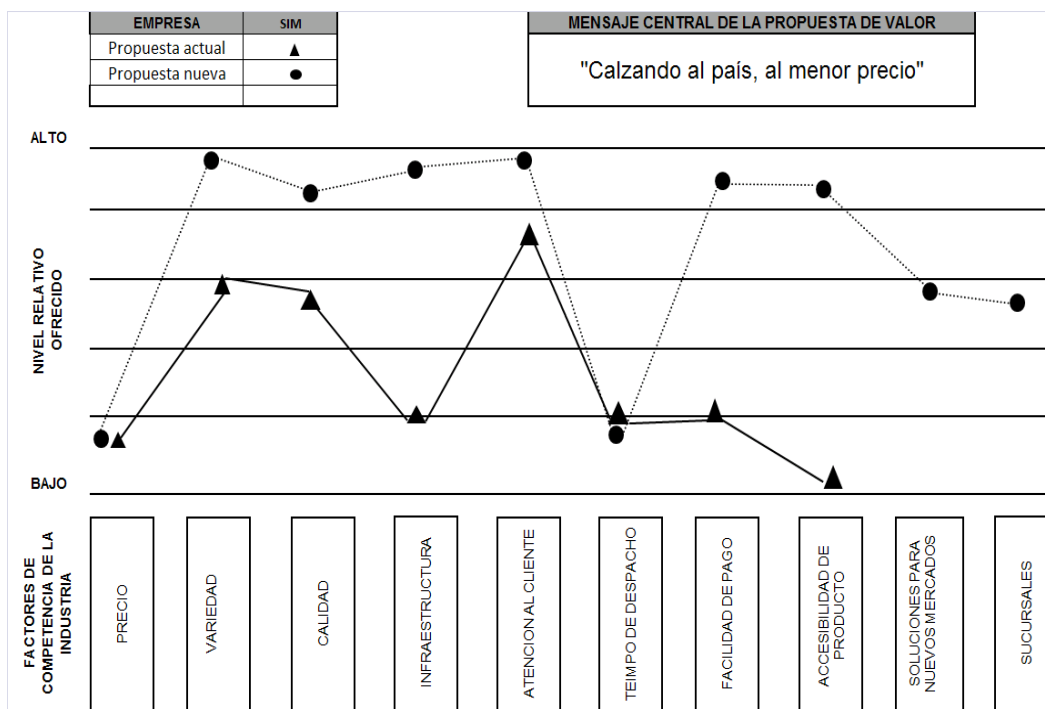 EMPRESA SIM
Propuesta actual
Propuesta nueva
MENSAJE CENTRAL DE LA PROPUESTA DE VALOR
"Calzando al país, al menor precio"
ALTO
NIVEL RELATIVO
OFRECIDO
BAJO
FACTORES DE
COMPETENCIA DE LA
INDUSTRIA
PRECIO
VARIEDAD
CALIDAD
INFRAESTRUCTURA
ATENCION AL CLIENTE
TEIMPO DE DESPACHO
FACILIDAD DE PAGO
ACCESIBILIDAD DE
PRODUCTO
SOLUCIONES PARA
NUEVOS MERCADOS
SUCURSALES